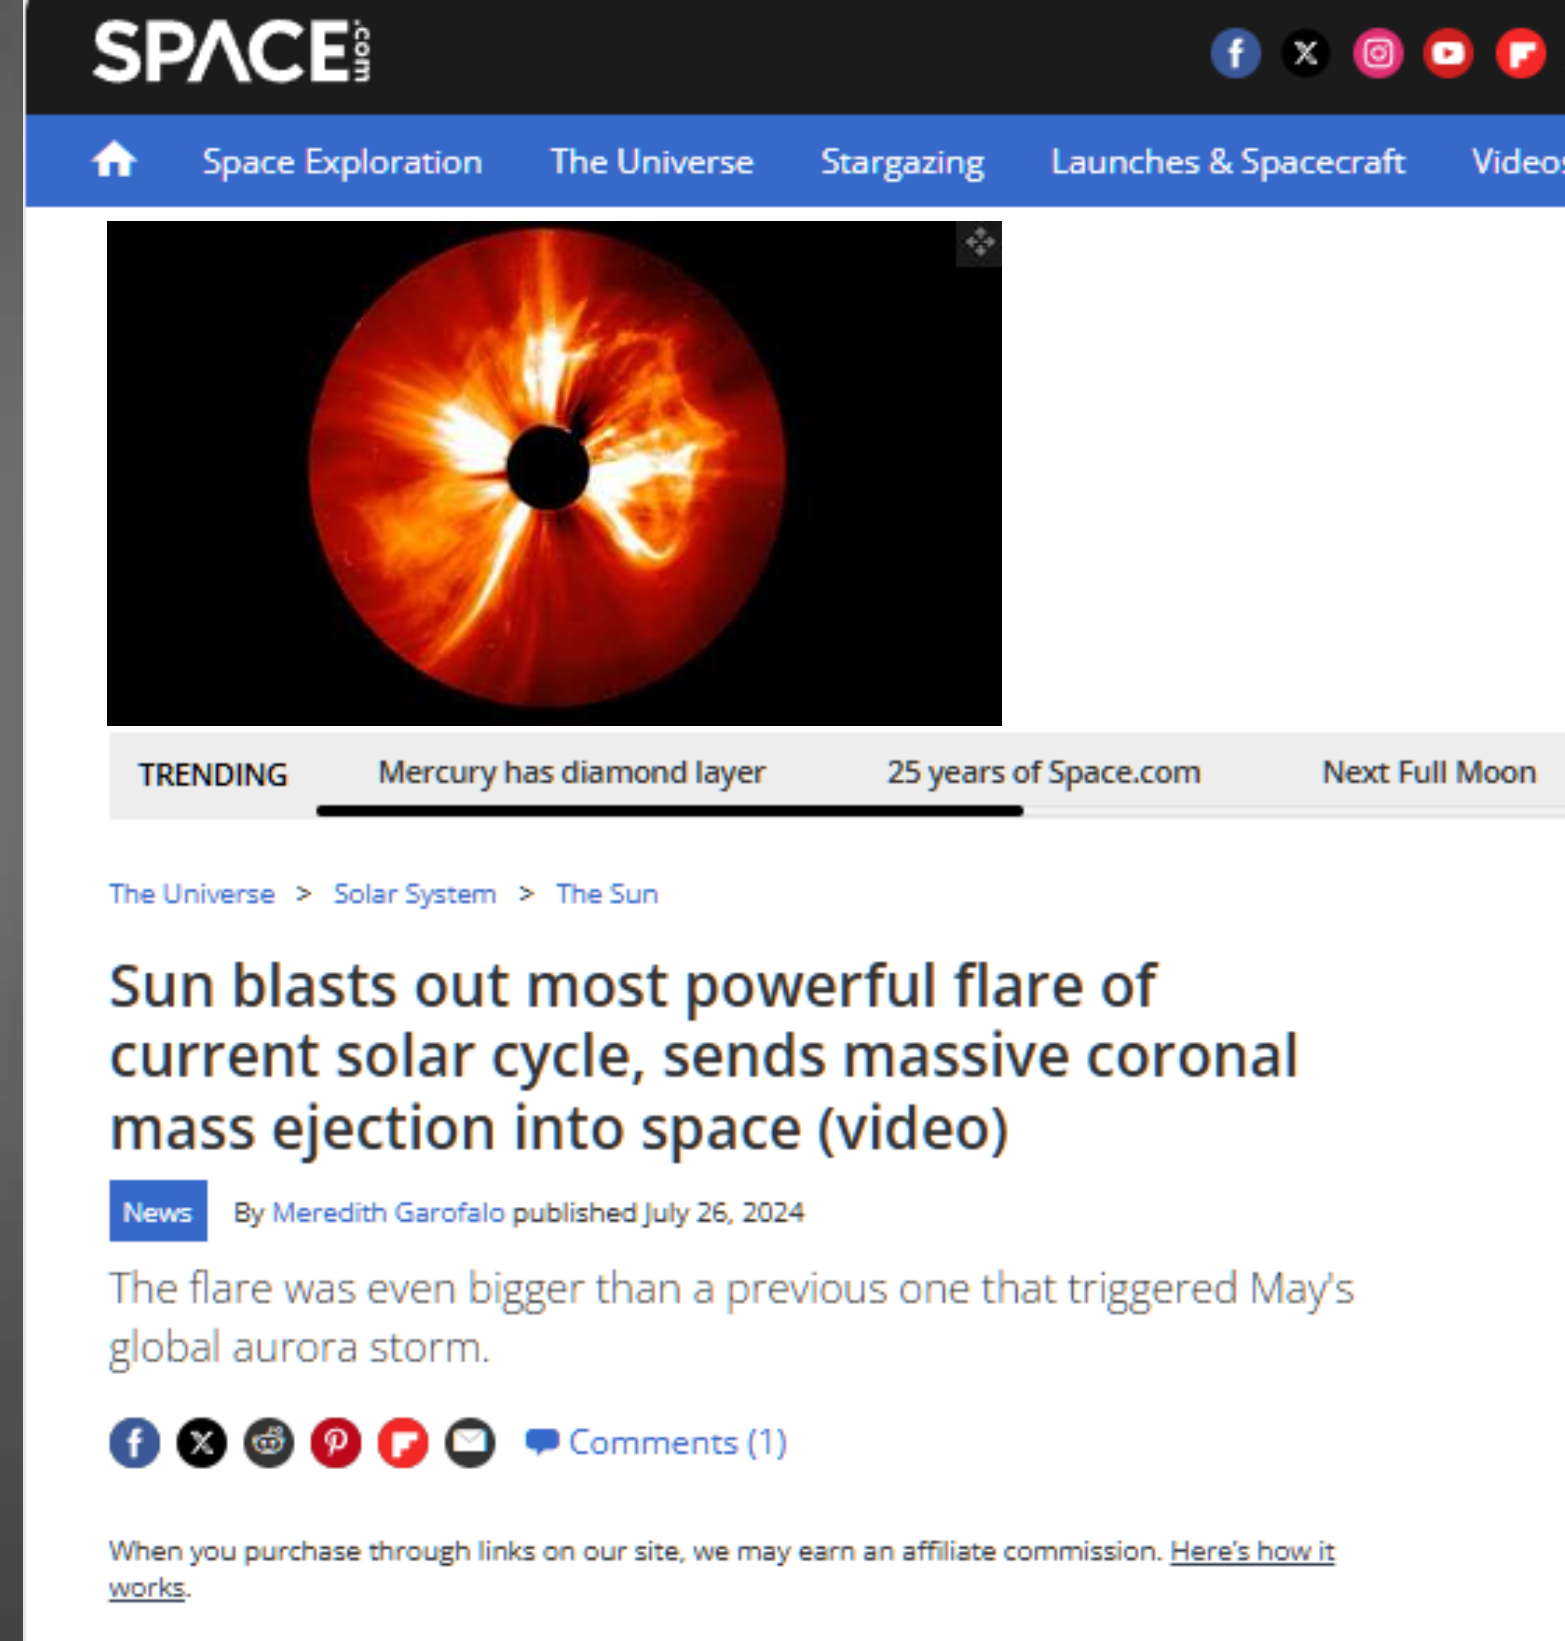 SPACE.com
Space Exploration The Universe Stargazing Launches & Spacecraft Videos
TRENDING Mercury has diamond layer 25 years of Space.com Next Full Moon
The Universe > Solar System > The Sun
Sun blasts out most powerful flare of
current solar cycle, sends massive coronal
mass ejection into space (video)
News By Meredith Garofalo published July 26, 2024
The flare was even bigger than a previous one that triggered May's
global aurora storm.
Comments (1)
When you purchase through links on our site, we may earn an affiliate commission. Here's how it
works.